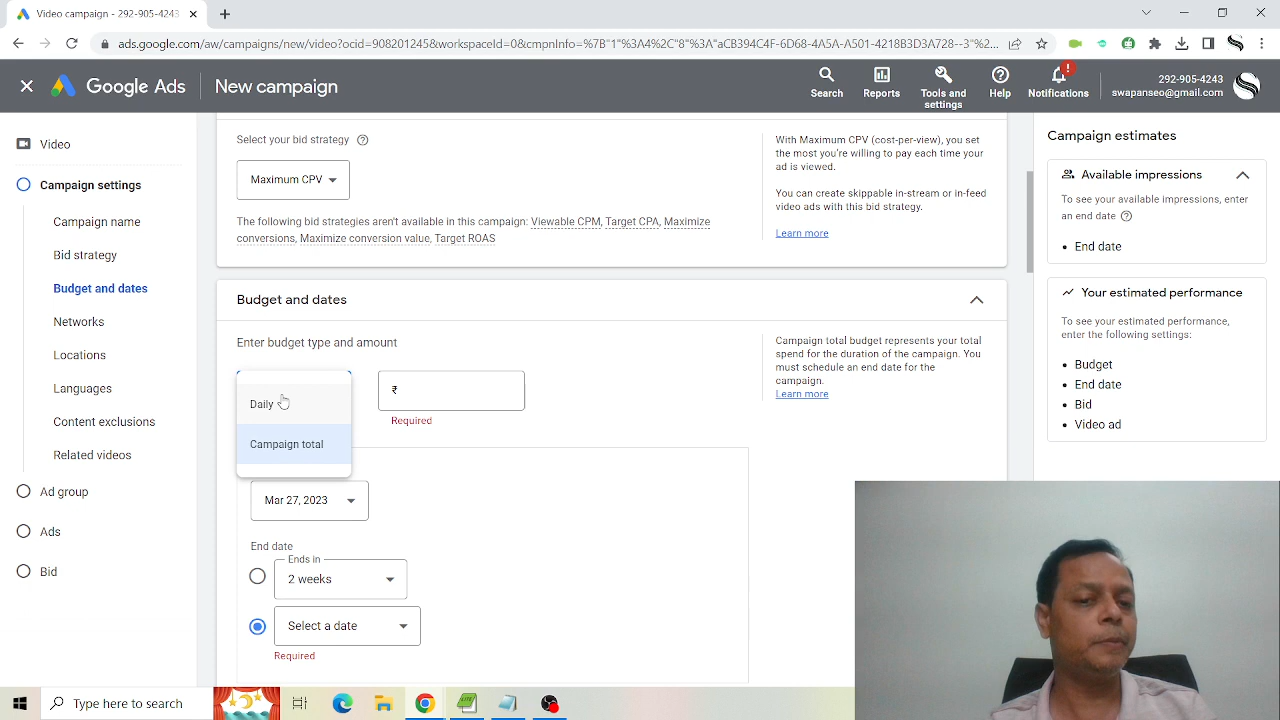 Video campaign - 292-905-4243
ads.google.com/aw/campaigns/new/video?ocid=908201245&workspaceId=0&cmpnInfo=%7B"1"%3A4%2C"8"%3A"aCB394C4F-6D68-4A5A-A501-4218B3D3A728--3"%...
Google Ads
New campaign
Search
Reports
Tools and
settings
Help
!
Notifications
292-905-4243
swapanseo@gmail.com
Video
Campaign settings
Campaign name
Bid strategy
Budget and dates
Networks
Locations
Languages
Content exclusions
Related videos
Ad group
Ads
Bid
Select your bid strategy
Maximum CPV
The following bid strategies aren't available in this campaign: Viewable CPM, Target CPA, Maximize
conversions, Maximize conversion value, Target ROAS
With Maximum CPV (cost-per-view), you set
the most you're willing to pay each time your
ad is viewed.
You can create skippable in-stream or in-feed
video ads with this bid strategy.
Learn more
Budget and dates
Enter budget type and amount
Daily
Campaign total
₹
Required
Campaign total budget represents your total
spend for the duration of the campaign. You
must schedule an end date for the
campaign.
Learn more
Mar 27, 2023
End date
Ends in
2 weeks
Select a date
Required
Campaign estimates
Available impressions
To see your available impressions, enter
an end date
• End date
Your estimated performance
To see your estimated performance,
enter the following settings:
• Budget
• End date
• Bid
• Video ad
Type here to search